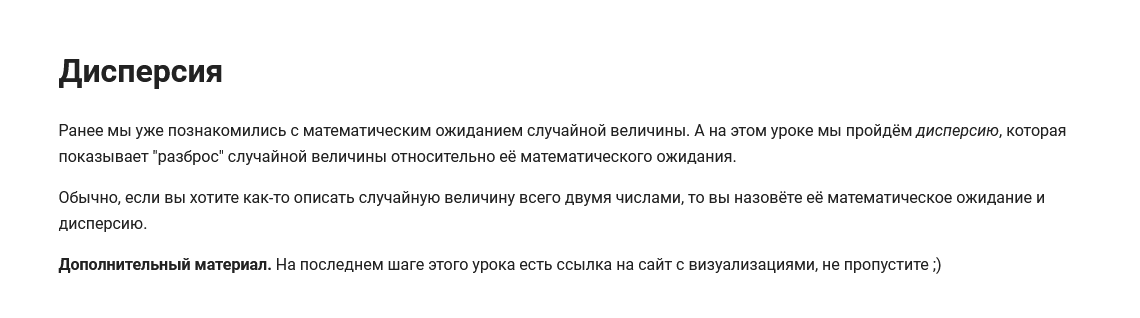 Дисперсия
Ранее мы уже познакомились с математическим ожиданием случайной величины. А на этом уроке мы пройдём дисперсию, которая
показывает "разброс" случайной величины относительно её математического ожидания.
Обычно, если вы хотите как-то описать случайную величину всего двумя числами, то вы назовёте её математическое ожидание и
дисперсию.
Дополнительный материал. На последнем шаге этого урока есть ссылка на сайт с визуализациями, не пропустите ;)